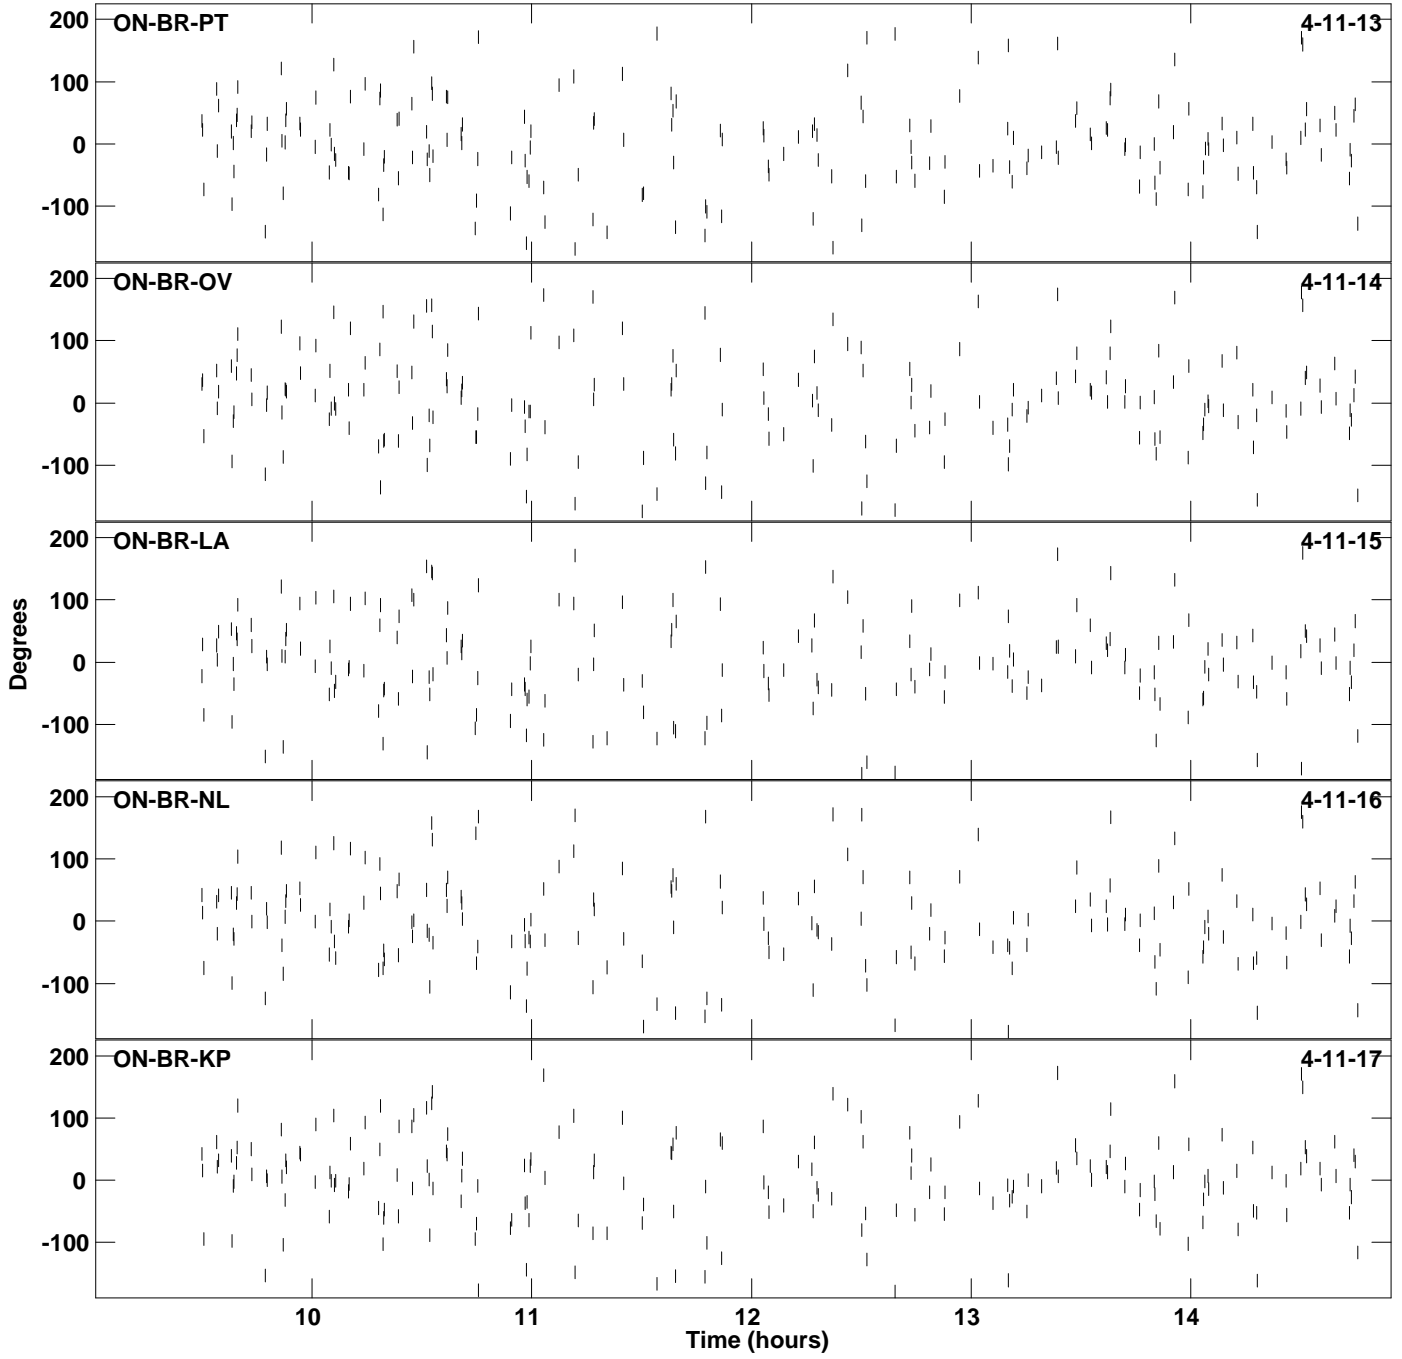 200 ON-BR-PT 4-11-13
100
0
-100
200 ON-BR-OV 4-11-14
100
0
-100
200 ON-BR-LA 4-11-15
100
0
-100
200 ON-BR-NL 4-11-16
100
0
-100
200 ON-BR-KP 4-11-17
100
0
-100
Degrees
10 11 12 13 14
Time (hours)